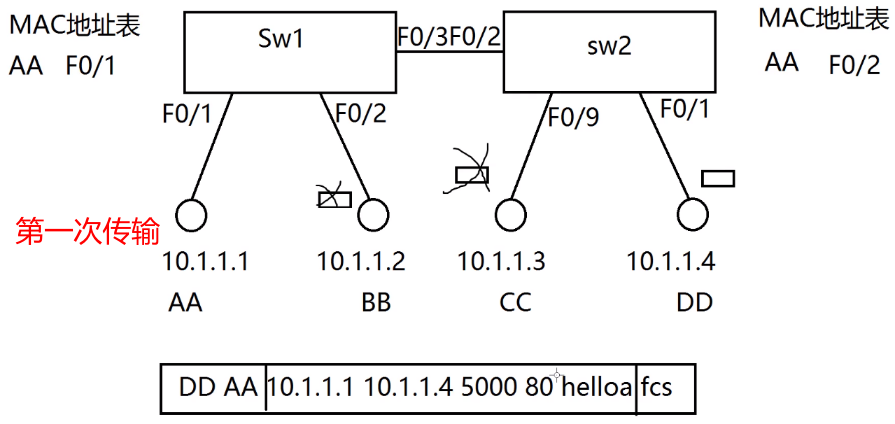 MAC地址表
AA F0/1
Sw1
F0/3F0/2
sw2
MAC地址表
AA F0/2
F0/1
F0/2
F0/9
F0/1
第一次传输
10.1.1.1
10.1.1.2
10.1.1.3
10.1.1.4
AA
BB
CC
DD
DD AA 10.1.1.1 10.1.1.4 5000 80 helloa fcs